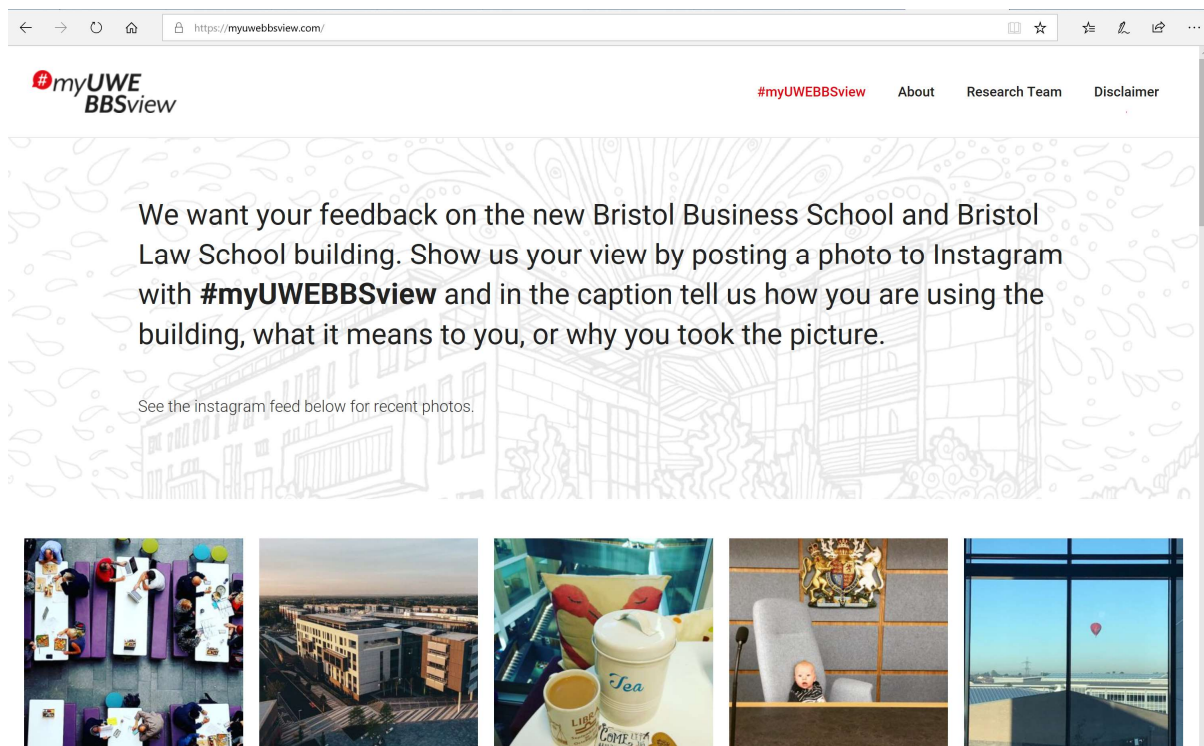 https://myuwebbsview.com/
#myUWE
BBSview
#myUWEBBSview About Research Team Disclaimer
We want your feedback on the new Bristol Business School and Bristol
Law School building. Show us your view by posting a photo to Instagram
with #myUWEBBSview and in the caption tell us how you are using the
building, what it means to you, or why you took the picture.
See the instagram feed below for recent photos.
Tea
COME